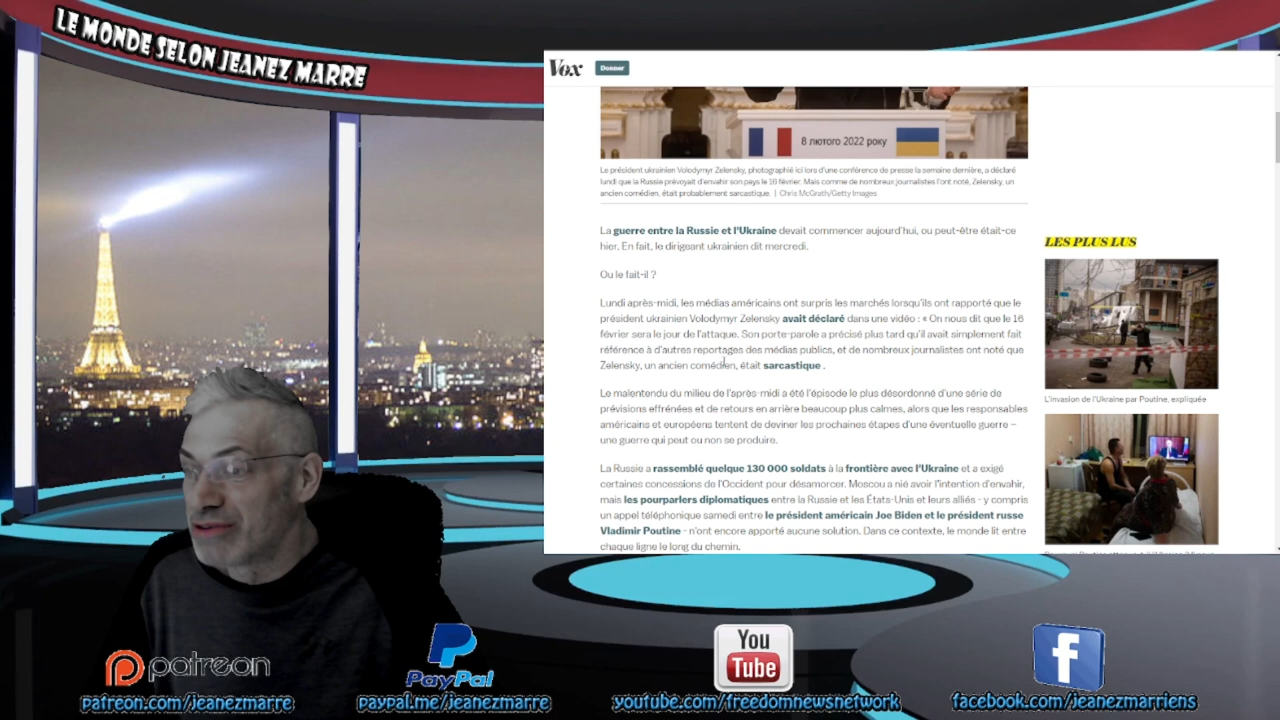 LE MONDE SELON JEANEZ MARRE
Vox
Donner
8 лютого 2022 року
Le président ukrainien Volodymyr Zelensky, photographié ici lors d'une conférence de presse la semaine dernière, a déclaré
lundi que la Russie prévoyait d'envahir son pays le 16 février. Mais comme de nombreux journalistes l'ont noté, Zelensky, un
ancien comédien, était probablement sarcastique. | Chris McGrath/Getty Images
La guerre entre la Russie et l'Ukraine devait commencer aujourd'hui, ou peut-être était-ce
hier. En fait, le dirigeant ukrainien dit mercredi.
Ou le fait-il ?
Lundi après-midi, les médias américains ont surpris les marchés lorsqu'ils ont rapporté que le
président ukrainien Volodymyr Zelensky avait déclaré dans une vidéo : « On nous dit que le 16
février sera le jour de l'attaque. Son porte-parole a précisé plus tard qu'il avait simplement fait
référence à d'autres reportages des médias publics, et de nombreux journalistes ont noté que
Zelensky, un ancien comédien, était sarcastique .
Le malentendu du milieu de l'après-midi a été l'épisode le plus désordonné d'une série de
prévisions effrénées et de retours en arrière beaucoup plus calmes, alors que les responsables
américains et européens tentent de deviner les prochaines étapes d'une éventuelle guerre –
une guerre qui peut ou non se produire.
La Russie a rassemblé quelque 130 000 soldats à la frontière avec l'Ukraine et a exigé
certaines concessions de l'Occident pour désamorcer. Moscou a nié avoir l'intention d'envahir,
mais les pourparlers diplomatiques entre la Russie et les États-Unis et leurs alliés - y compris
un appel téléphonique samedi entre le président américain Joe Biden et le président russe
Vladimir Poutine - n'ont encore apporté aucune solution. Dans ce contexte, le monde lit entre
chaque ligne le long du chemin.
LES PLUS LUS
L'invasion de l'Ukraine par Poutine, expliquée
patreon
patreon.com/jeanezmarre
PayPal
paypal.me/jeanezmarre
You
Tube
youtube.com/freedomnewsnetwork
f
facebook.com/jeanezmarriens